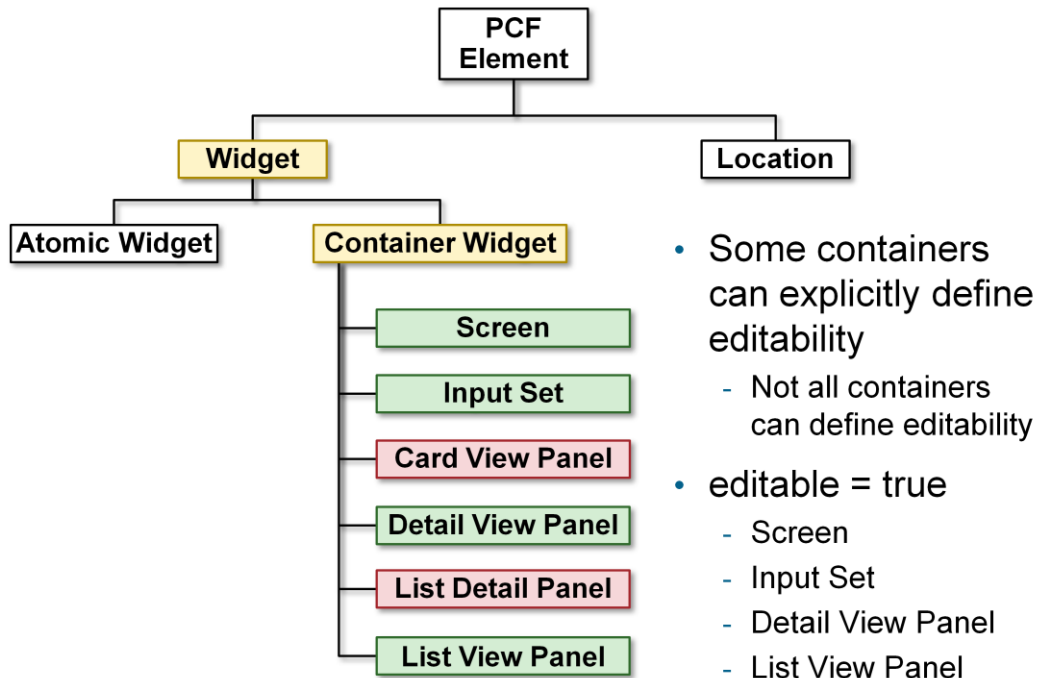 PCF
Element
Widget
Location
Atomic Widget
Container Widget
Screen
Input Set
Card View Panel
Detail View Panel
List Detail Panel
List View Panel
• Some containers
can explicitly define
editability
- Not all containers
can define editability
• editable = true
- Screen
- Input Set
- Detail View Panel
- List View Panel